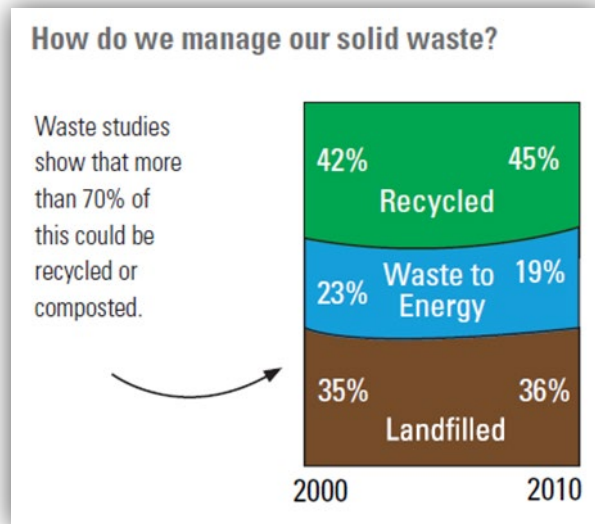 How do we manage our solid waste?
Waste studies
show that more
than 70% of
this could be
recycled or
composted.
42%
45%
Recycled
23%
Waste to
Energy
19%
35%
36%
Landfilled
2000
2010